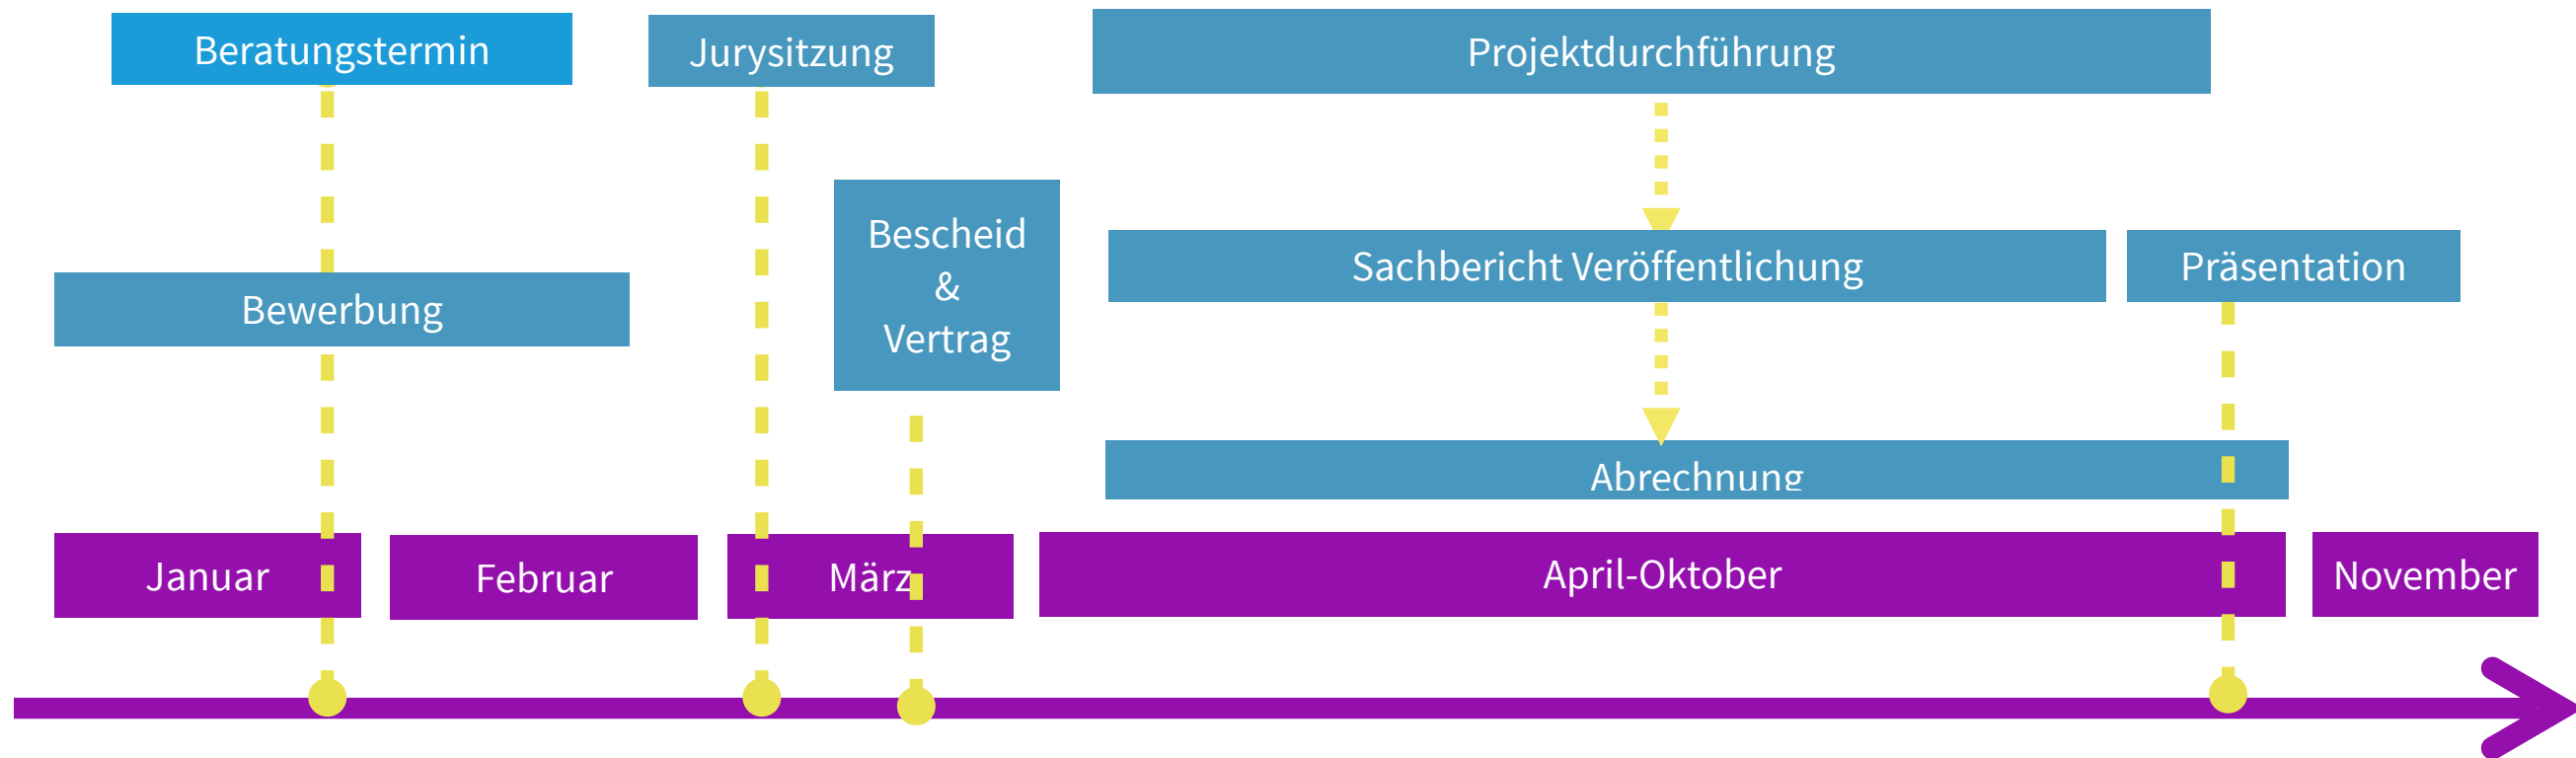 Beratungstermin
Jurysitzung
Projektdurchführung
Bescheid
&
Vertrag
Sachbericht Veröffentlichung
Präsentation
Bewerbung
Abrechnung
Januar
Februar
März
April-Oktober
November